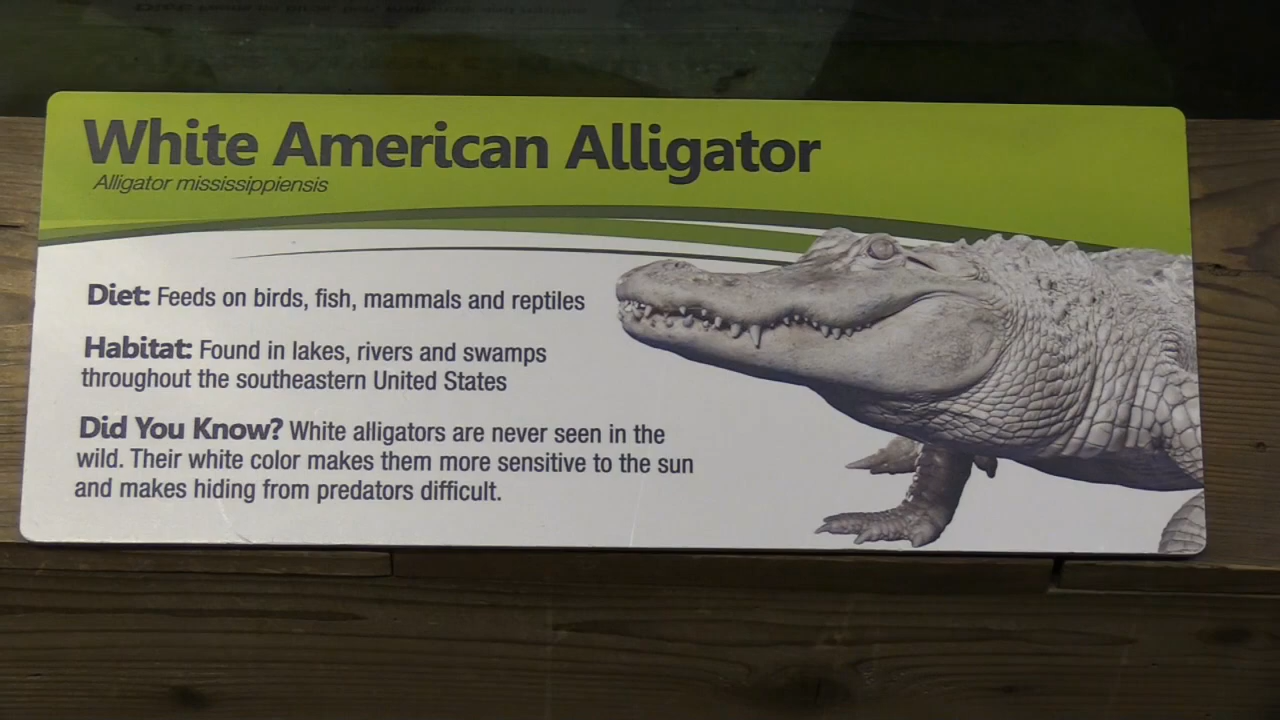 White American Alligator
Alligator mississippiensis
Diet: Feeds on birds, fish, mammals and reptiles
Habitat: Found in lakes, rivers and swamps
throughout the southeastern United States
Did You Know? White alligators are never seen in the
wild. Their white color makes them more sensitive to the sun
and makes hiding from predators difficult.